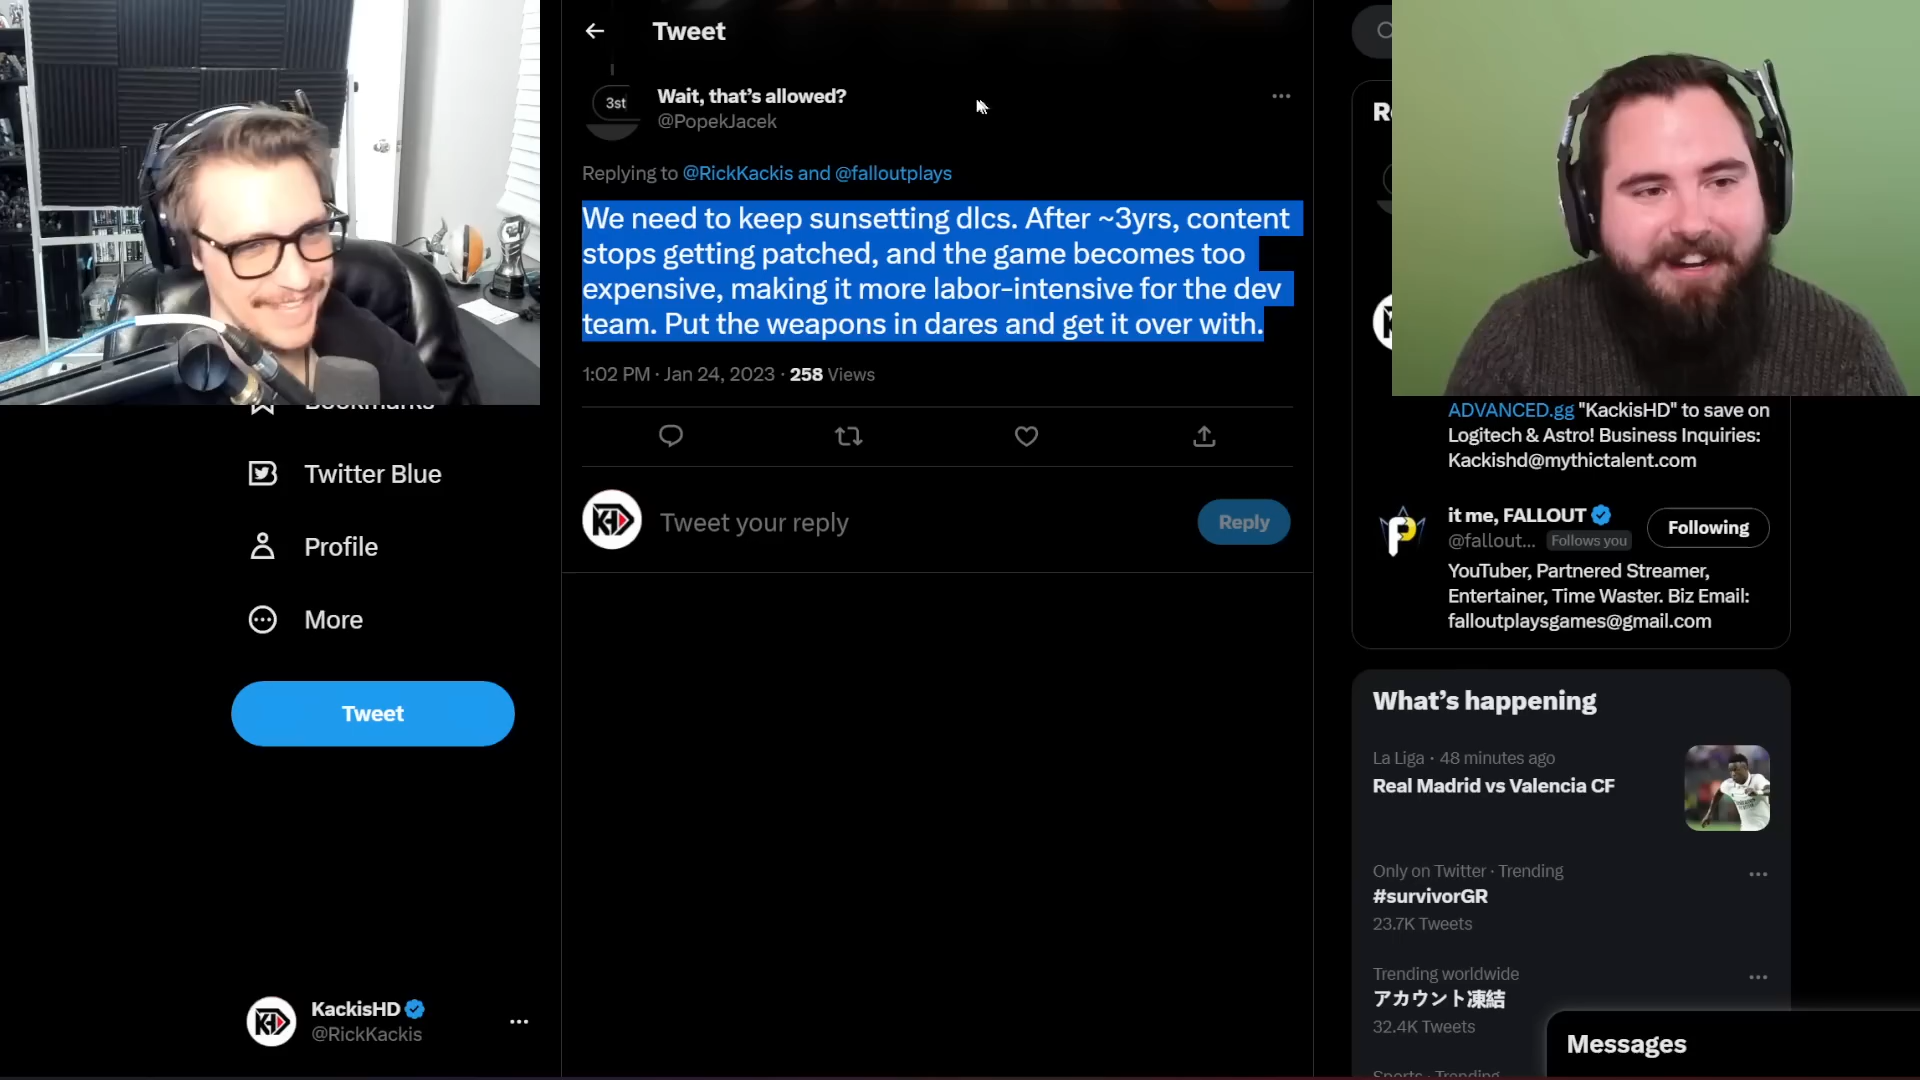 Tweet
3st
Wait, that's allowed?
@PopekJacek
Replying to @RickKackis and @falloutplays
We need to keep sunsetting dlcs. After ~3yrs, content
stops getting patched, and the game becomes too
expensive, making it more labor-intensive for the dev
team. Put the weapons in dares and get it over with.
1:02 PM · Jan 24, 2023 · 258 Views
Tweet your reply
Reply
Bookmarks
Twitter Blue
Profile
More
Tweet
KackisHD
@RickKackis
ADVANCED.gg "KackisHD" to save on
Logitech & Astro! Business Inquiries:
Kackishd@mythictalent.com
it me, FALLOUT
@fallout... Follows you
Following
YouTuber, Partnered Streamer,
Entertainer, Time Waster. Biz Email:
falloutplaysgames@gmail.com
What's happening
La Liga · 48 minutes ago
Real Madrid vs Valencia CF
Only on Twitter · Trending
#survivorGR
23.7K Tweets
Trending worldwide
アカウント凍結
32.4K Tweets
Sports · Trending
Messages